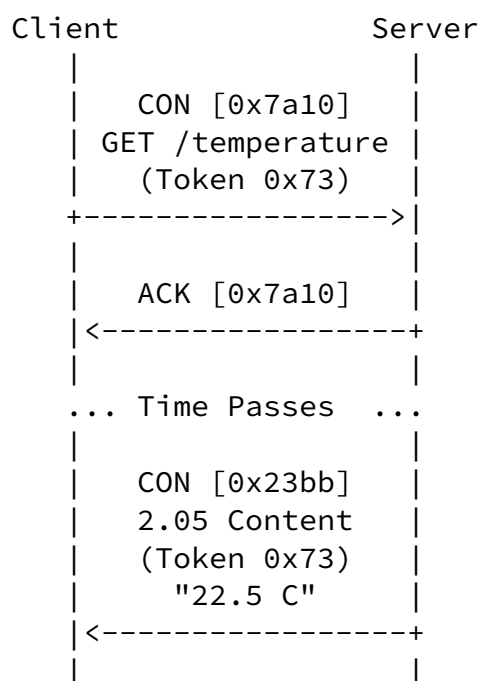 Client Server
CON [0x7a10]
GET /temperature
(Token 0x73)
+----------------->|
ACK [0x7a10]
|<-----------------+
... Time Passes ...
CON [0x23bb]
2.05 Content
(Token 0x73)
"22.5 C"
|<-----------------+